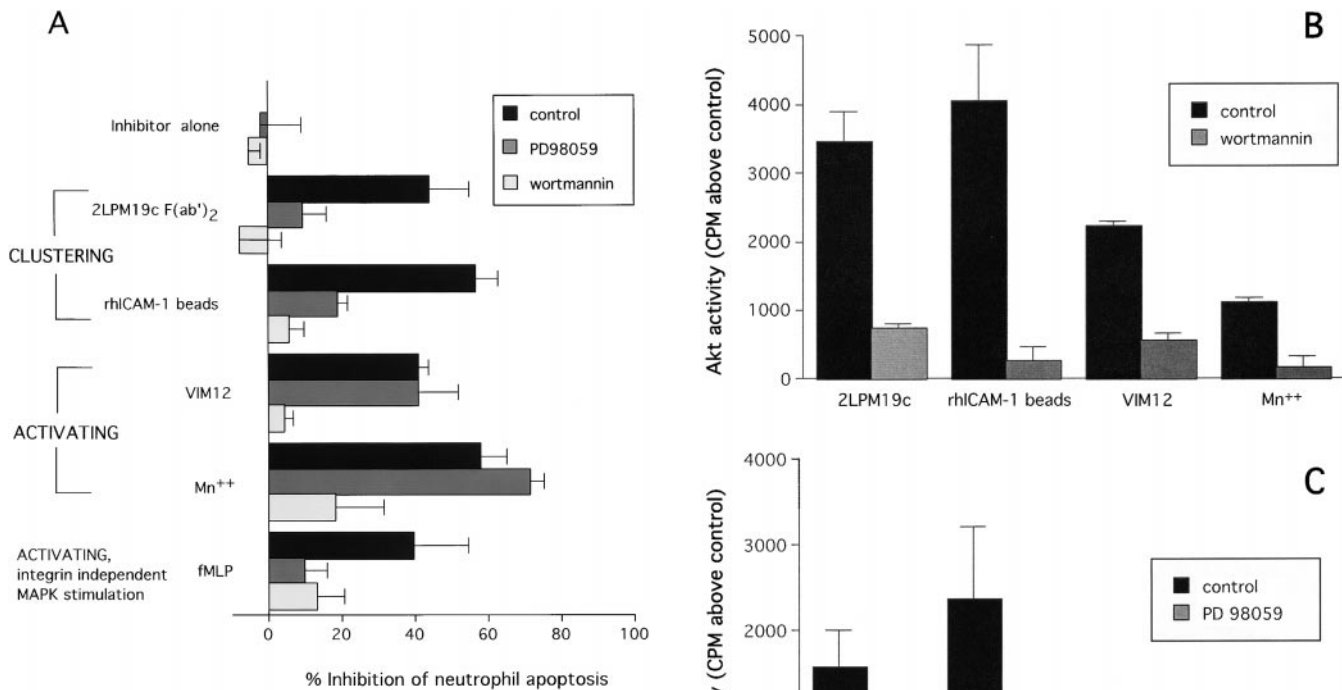 A
Inhibitor alone
2LPM19c F(ab')2
CLUSTERING
rhICAM-1 beads
VIM12
ACTIVATING
Mn++
ACTIVATING,
integrin independent
MAPK stimulation
fMLP
control
PD98059
wortmannin
0 20 40 60 80 100
% Inhibition of neutrophil apoptosis
B
Akt activity (CPM above control)
5000
4000
3000
2000
1000
0
control
wortmannin
2LPM19c rhICAM-1 beads VIM12 Mn++
C
(CPM above control)
4000
3000
2000
control
PD 98059